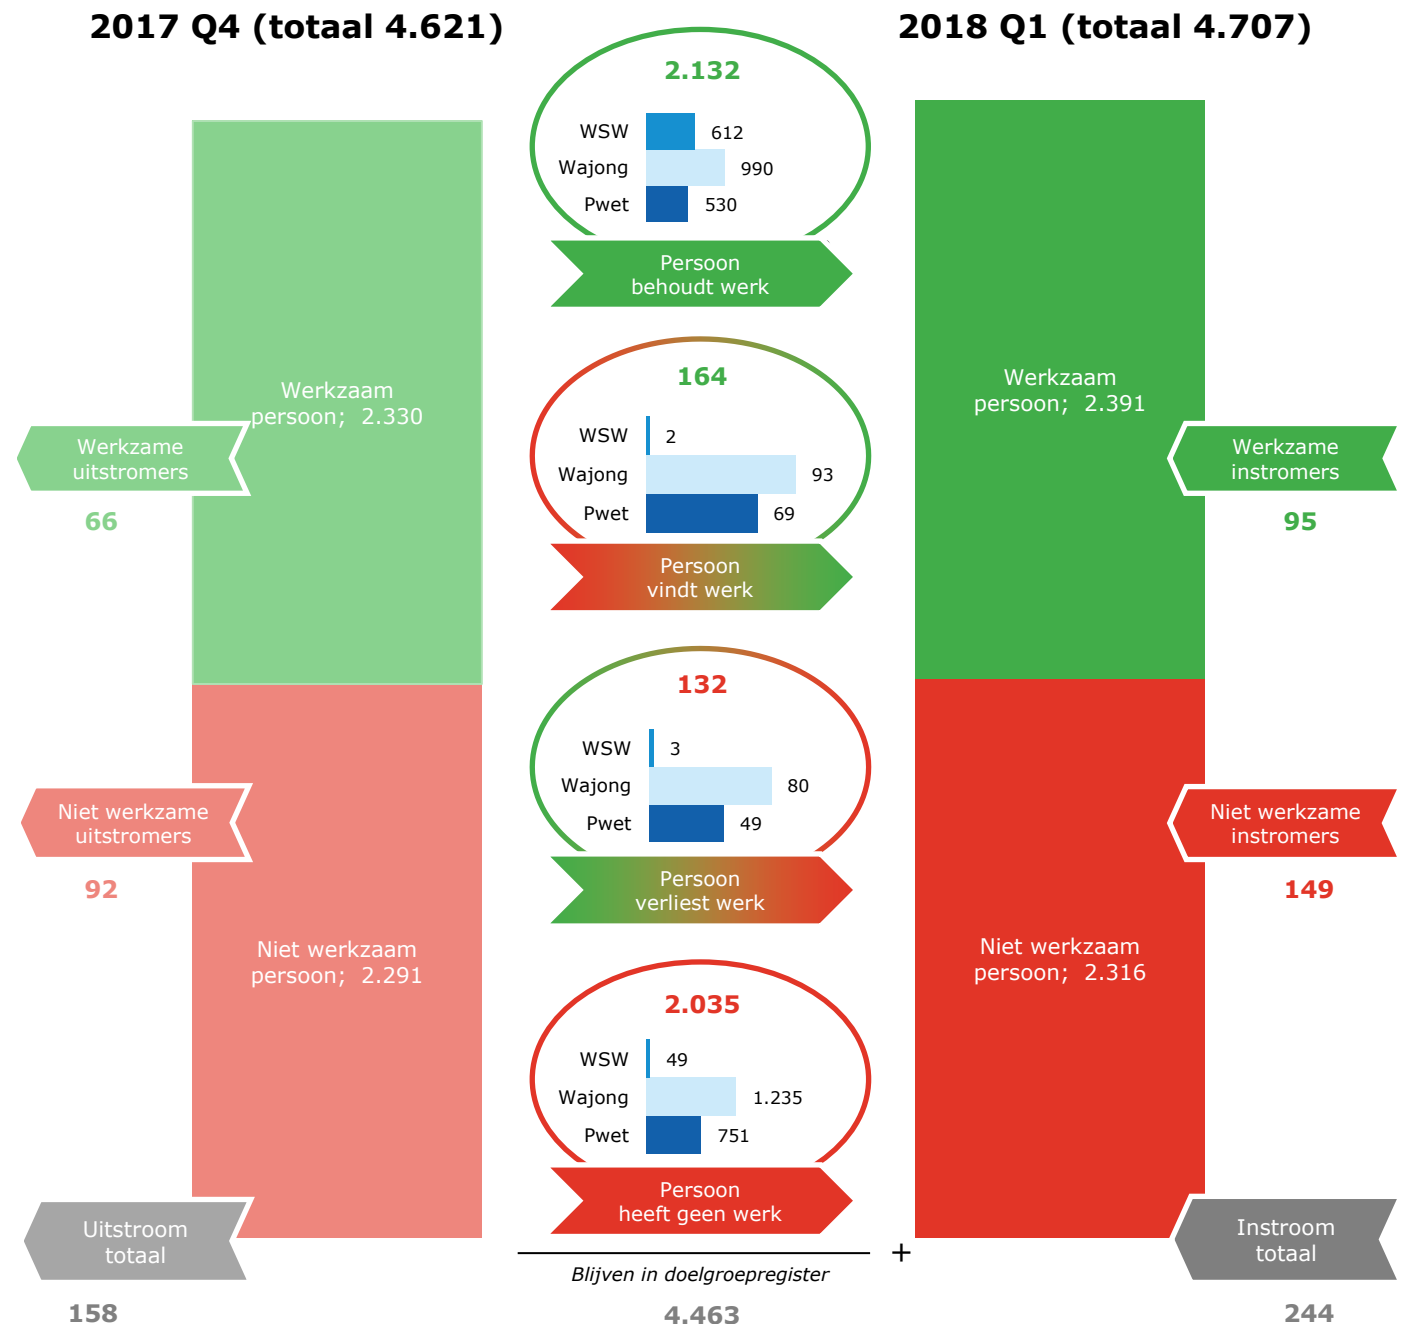 2017 Q4 (totaal 4.621)
2018 Q1 (totaal 4.707)
2.132
WSW 612
Wajong 990
Pwet 530
Persoon
behoudt werk
Werkzaam
persoon; 2.330
Werkzaam
persoon; 2.391
164
WSW 2
Wajong 93
Pwet 69
Persoon
vindt werk
Werkzame
uitstromers
66
Werkzame
instromers
95
132
WSW 3
Wajong 80
Pwet 49
Persoon
verliest werk
Niet werkzame
uitstromers
92
Niet werkzame
instromers
149
Niet werkzaam
persoon; 2.291
Niet werkzaam
persoon; 2.316
2.035
WSW 49
Wajong 1.235
Pwet 751
Persoon
heeft geen werk
Uitstroom
totaal
158
+
Blijven in doelgroepregister
4.463
Instroom
totaal
244